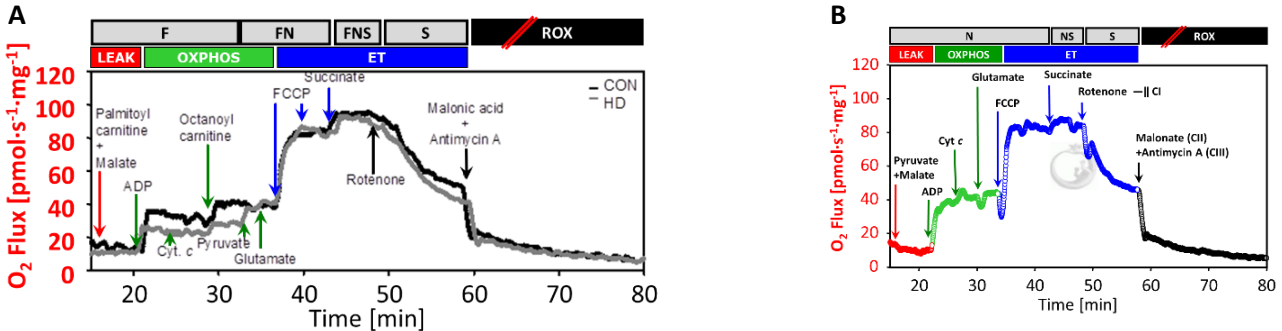 A
F FN FNS S ROX
LEAK OXPHOS ET
O2 Flux [pmol·s-1·mg-1]
120
100
80
60
40
20
0
Palmitoyl
carnitine
+
Malate
ADP
Octanoyl
carnitine
Cyt. c
Pyruvate
Glutamate
FCCP
Succinate
Rotenone
Malonic acid
+
Antimycin A
CON
HD
20 30 40 50 60 70 80
Time [min]
B
N NS S ROX
LEAK OXPHOS ET
O2 Flux [pmol·s-1·mg-1]
120
100
80
60
40
20
0
Pyruvate
+Malate
ADP
Cyt c
Glutamate
FCCP
Succinate
Rotenone —|| CI
Malonate (CII)
+Antimycin A (CIII)
20 30 40 50 60 70 80
Time [min]